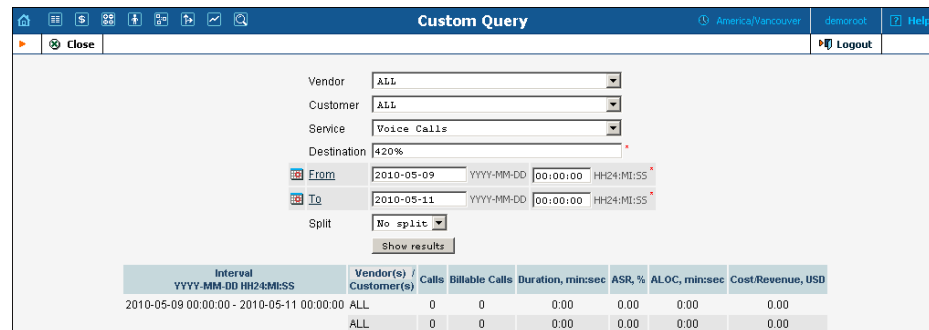 Custom Query America/Vancouver demoroot ? Help
Close Logout
Vendor ALL
Customer ALL
Service Voice Calls
Destination 420% *
From 2010-05-09 YYYY-MM-DD 00:00:00 HH24:MI:SS *
To 2010-05-11 YYYY-MM-DD 00:00:00 HH24:MI:SS *
Split No split
Show results
Interval Vendor(s) / Calls Billable Calls Duration, min:sec ASR, % ALOC, min:sec Cost/Revenue, USD
YYYY-MM-DD HH24:MI:SS Customer(s)
2010-05-09 00:00:00 - 2010-05-11 00:00:00 ALL 0 0 0:00 0.00 0:00 0.00
ALL 0 0 0:00 0.00 0:00 0.00